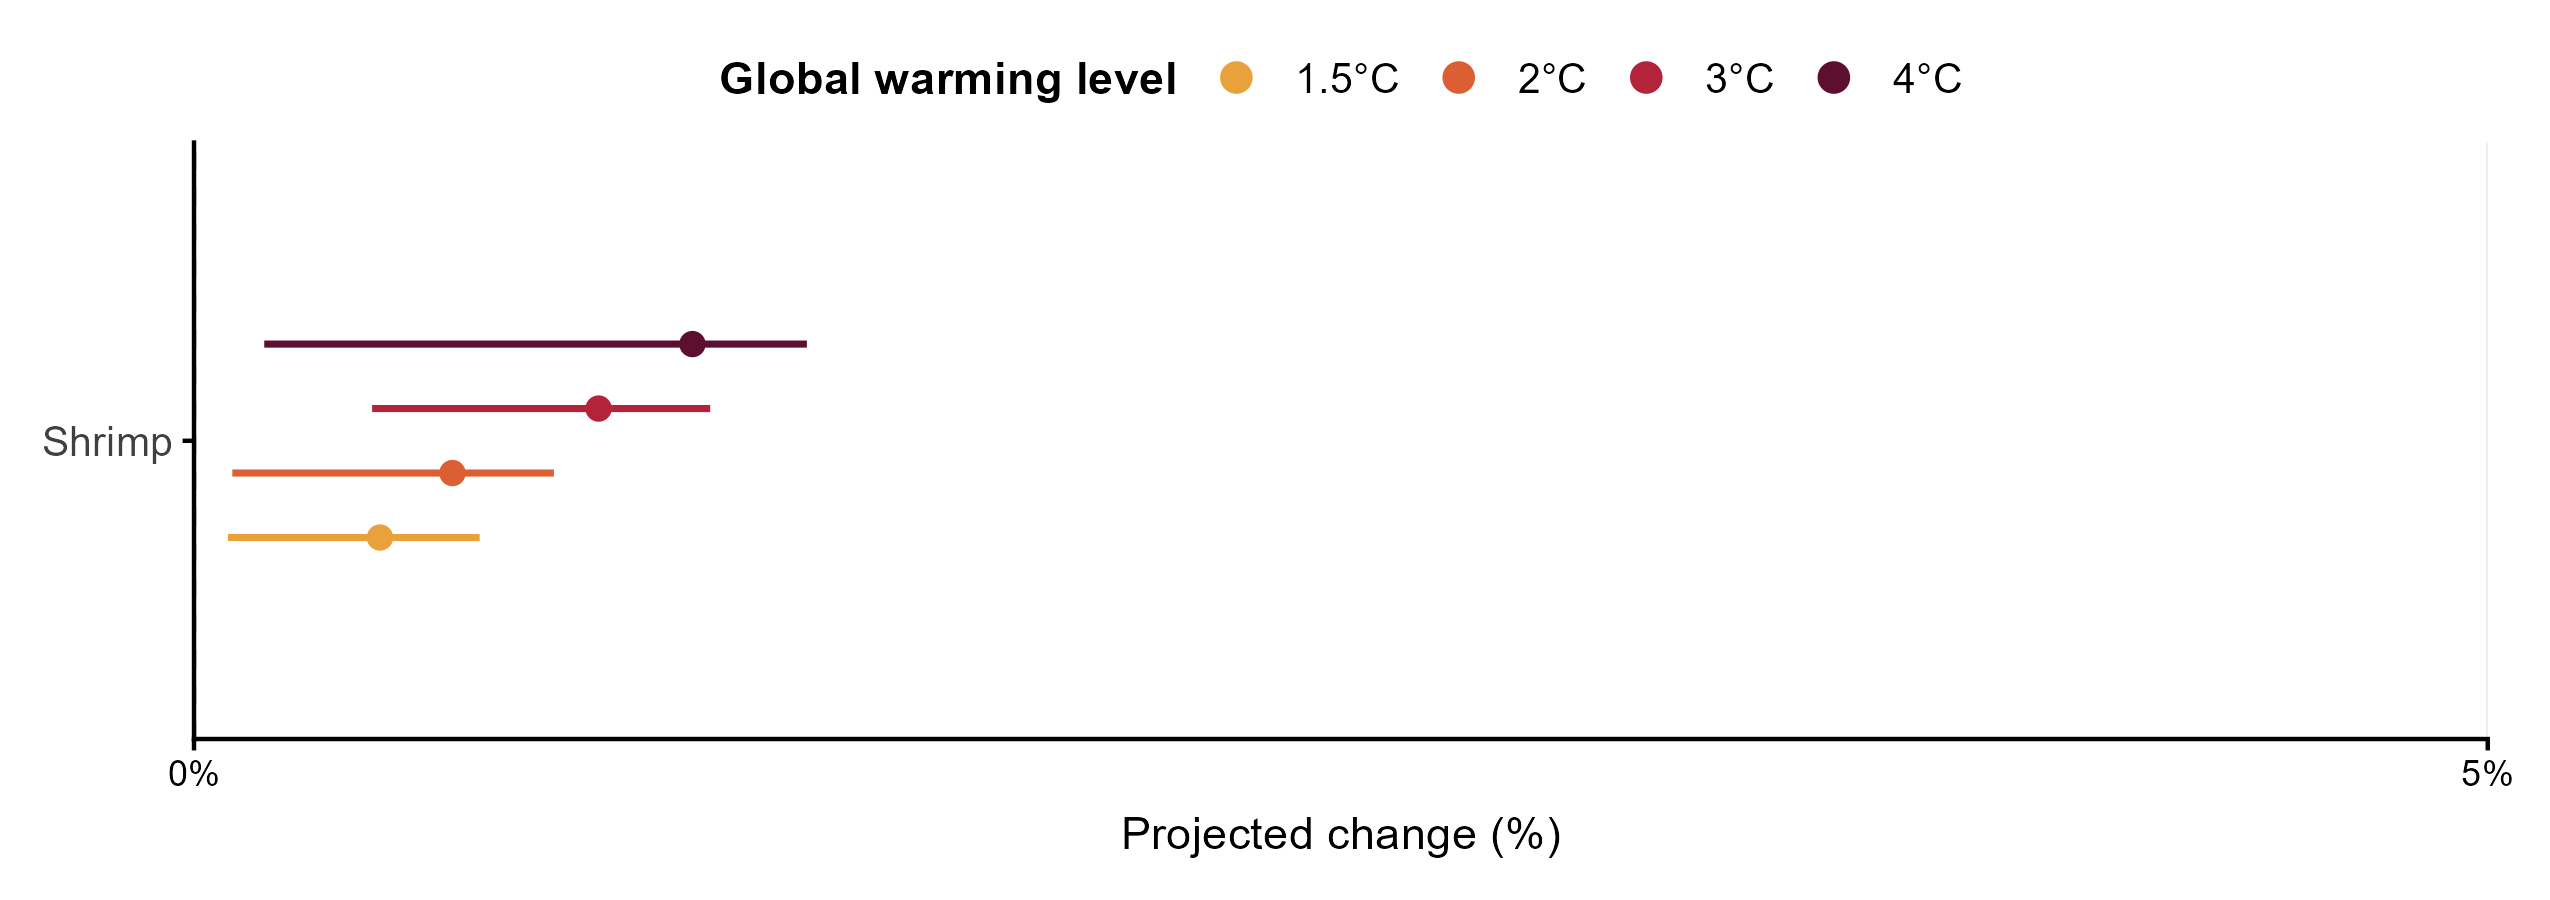 Global warming level 1.5°C 2°C 3°C 4°C
Shrimp
0% 5%
Projected change (%)